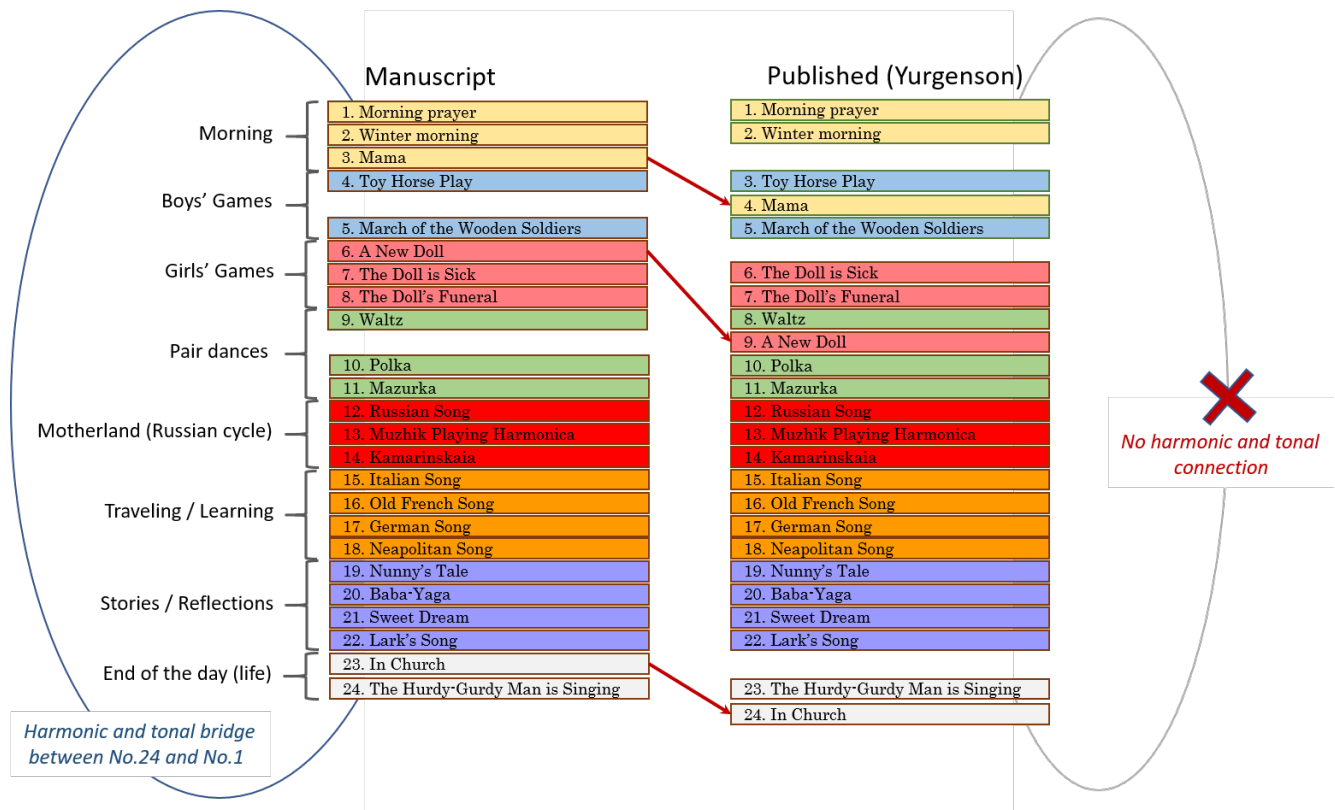 Manuscript
Published (Yurgenson)
Morning
Boys' Games
Girls' Games
Pair dances
Motherland (Russian cycle)
Traveling / Learning
Stories / Reflections
End of the day (life)
1. Morning prayer
2. Winter morning
3. Mama
4. Toy Horse Play
5. March of the Wooden Soldiers
6. A New Doll
7. The Doll is Sick
8. The Doll's Funeral
9. Waltz
10. Polka
11. Mazurka
12. Russian Song
13. Muzhik Playing Harmonica
14. Kamarinskaia
15. Italian Song
16. Old French Song
17. German Song
18. Neapolitan Song
19. Nunny's Tale
20. Baba-Yaga
21. Sweet Dream
22. Lark's Song
23. In Church
24. The Hurdy-Gurdy Man is Singing
1. Morning prayer
2. Winter morning
3. Toy Horse Play
4. Mama
5. March of the Wooden Soldiers
6. The Doll is Sick
7. The Doll's Funeral
8. Waltz
9. A New Doll
10. Polka
11. Mazurka
12. Russian Song
13. Muzhik Playing Harmonica
14. Kamarinskaia
15. Italian Song
16. Old French Song
17. German Song
18. Neapolitan Song
19. Nunny's Tale
20. Baba-Yaga
21. Sweet Dream
22. Lark's Song
23. The Hurdy-Gurdy Man is Singing
24. In Church
Harmonic and tonal bridge
between No.24 and No.1
No harmonic and tonal
connection